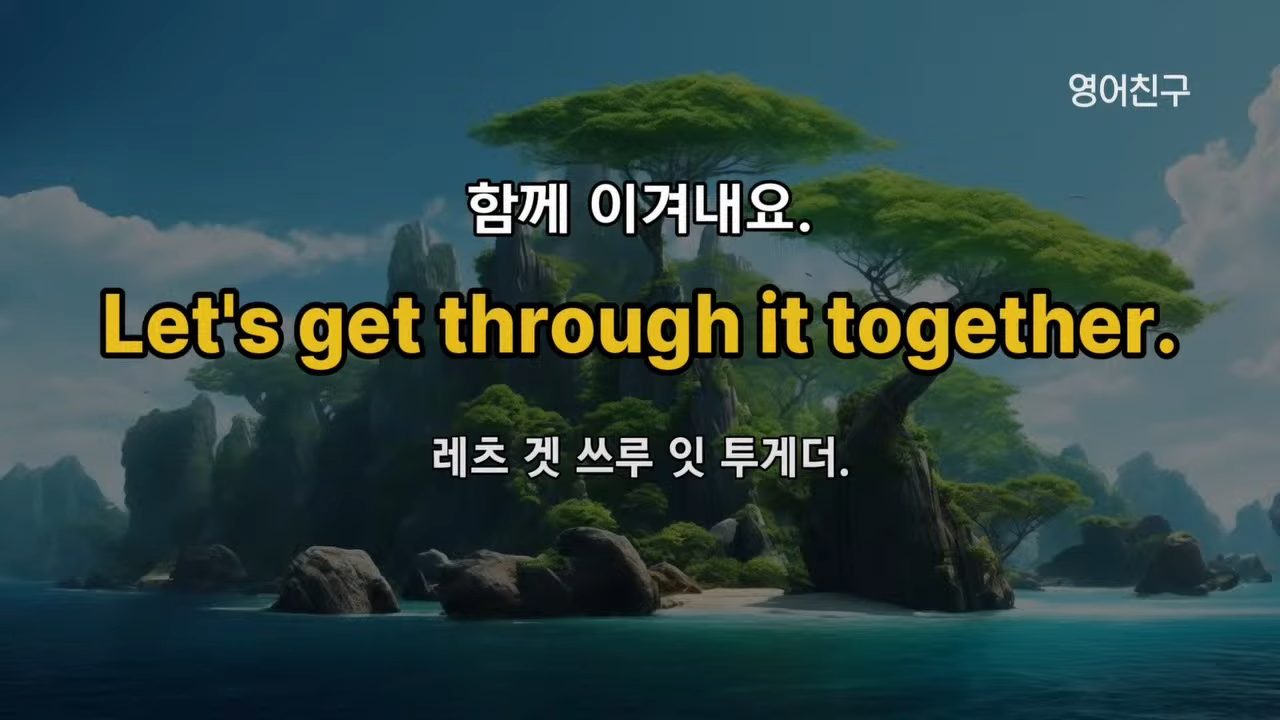 영어친구
함께 이겨내요.
Let's get through it together.
레츠 겟 쓰루 잇 투게더.